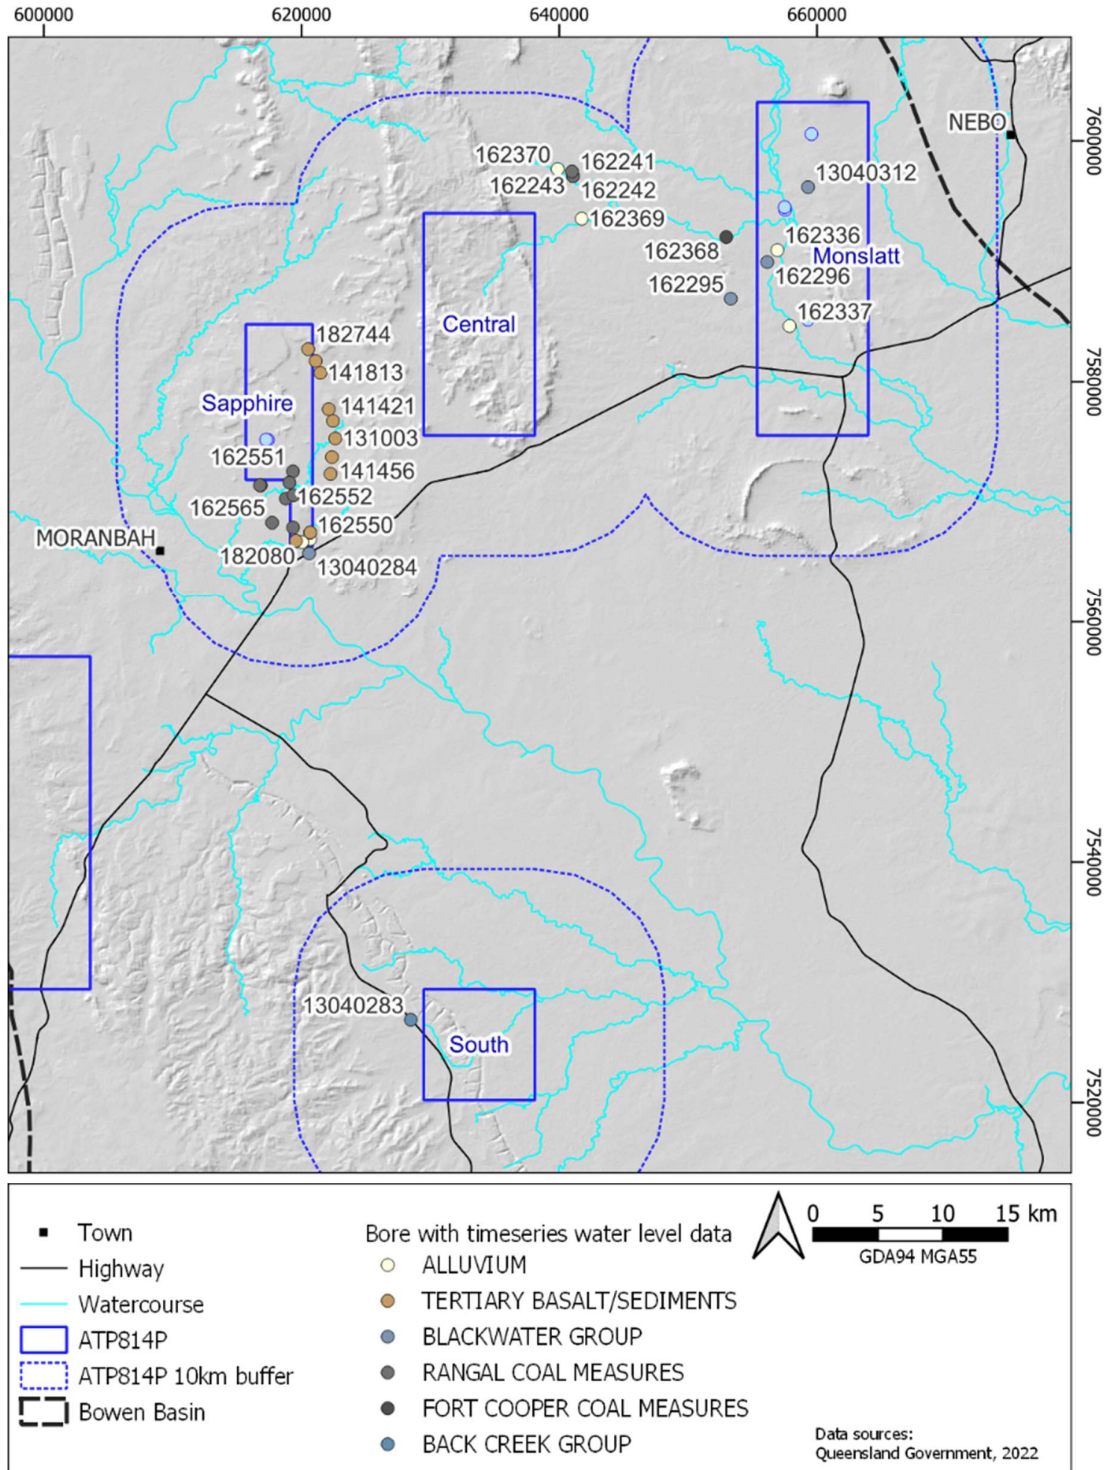 600000 620000 640000 660000
7600000
NEBO
162370 162241
13040312
162243 162242
162369
162336
162368
Monslatt
162295 162296
162337
Central
182744
141813
7580000
Sapphire
141421
131003
162551
141456
162552
162565
162550
MORANBAH
182080
13040284
7560000
7540000
13040283
South
7520000
Town
Highway
Watercourse
ATP814P
ATP814P 10km buffer
Bowen Basin
Bore with timeseries water level data
ALLUVIUM
TERTIARY BASALT/SEDIMENTS
BLACKWATER GROUP
RANGAL COAL MEASURES
FORT COOPER COAL MEASURES
BACK CREEK GROUP
0 5 10 15 km
GDA94 MGA55
Data sources:
Queensland Government, 2022